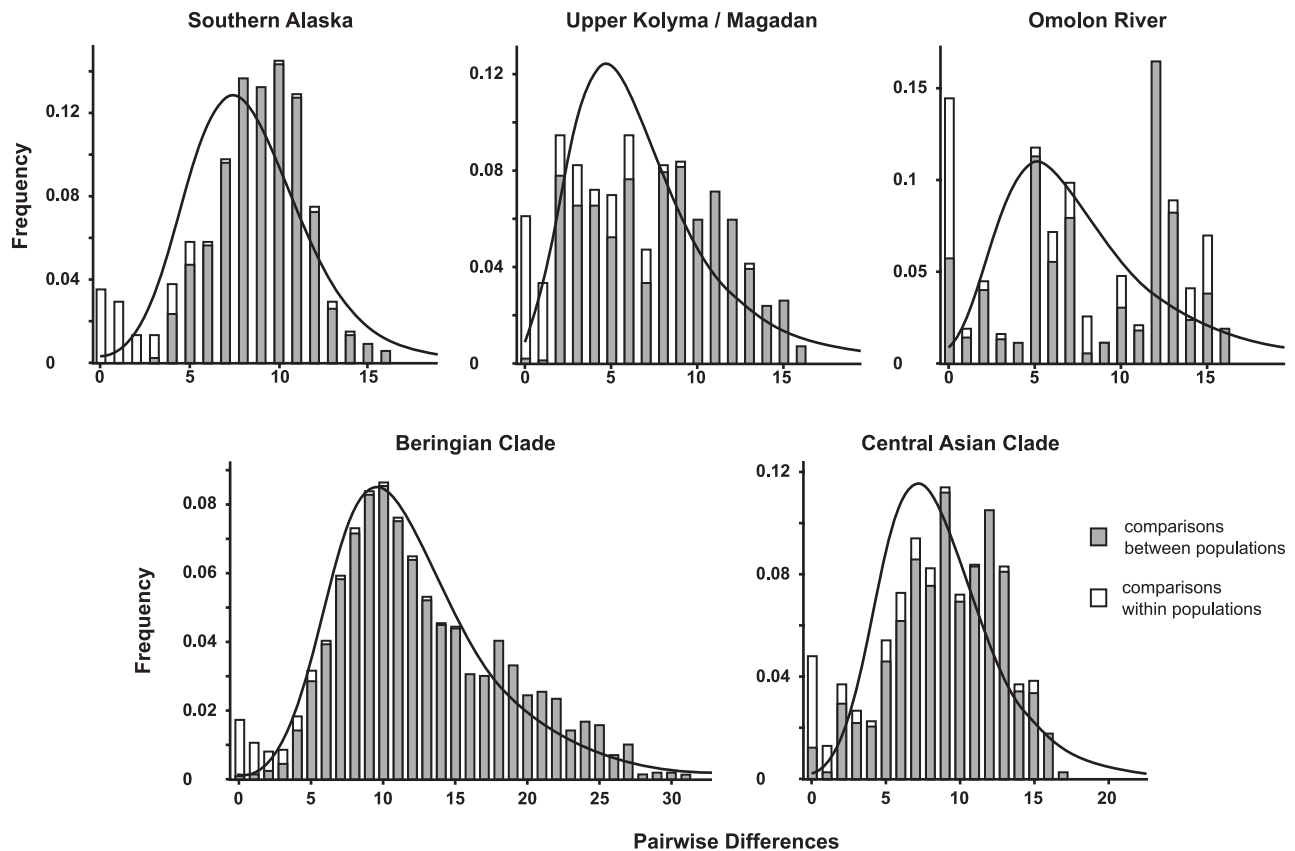 Southern Alaska
Upper Kolyma / Magadan
Omolon River
Frequency
0.12
0.08
0.04
0
0 5 10 15
0.12
0.08
0.04
0
0 5 10 15
0.15
0.1
0.05
0
0 5 10 15
Beringian Clade
Central Asian Clade
Frequency
0.08
0.06
0.04
0.02
0
0 5 10 15 20 25 30
0.12
0.08
0.04
0
0 5 10 15 20
comparisons
between populations
comparisons
within populations
Pairwise Differences